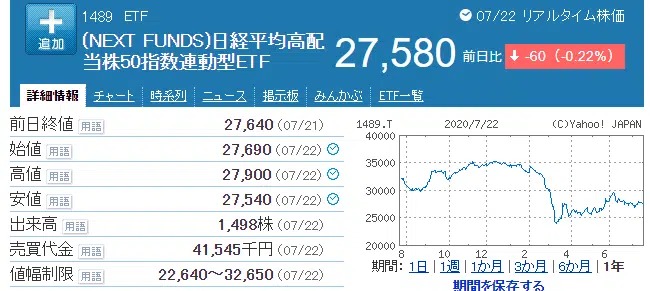 1489 ETF
07/22 リアルタイム株価
追加
(NEXT FUNDS)日経平均高配
当株50指数連動型ETF
27,580 前日比 -60 (-0.22%)
詳細情報 チャート 時系列 ニュース 掲示板 みんかぶ ETF一覧
前日終値 用語 27,640 (07/21)
始値 用語 27,690 (07/22)
高値 用語 27,900 (07/22)
安値 用語 27,540 (07/22)
出来高 用語 1,498株 (07/22)
売買代金 用語 41,545千円 (07/22)
値幅制限 用語 22,640～32,650 (07/22)
1489.T 2020/7/22 (C)Yahoo! JAPAN
40000
35000
30000
25000
20000
8 10 12 2 4 6
期間: 1日 | 1週 | 1か月 | 3か月 | 6か月 | 1年
期間を保存する